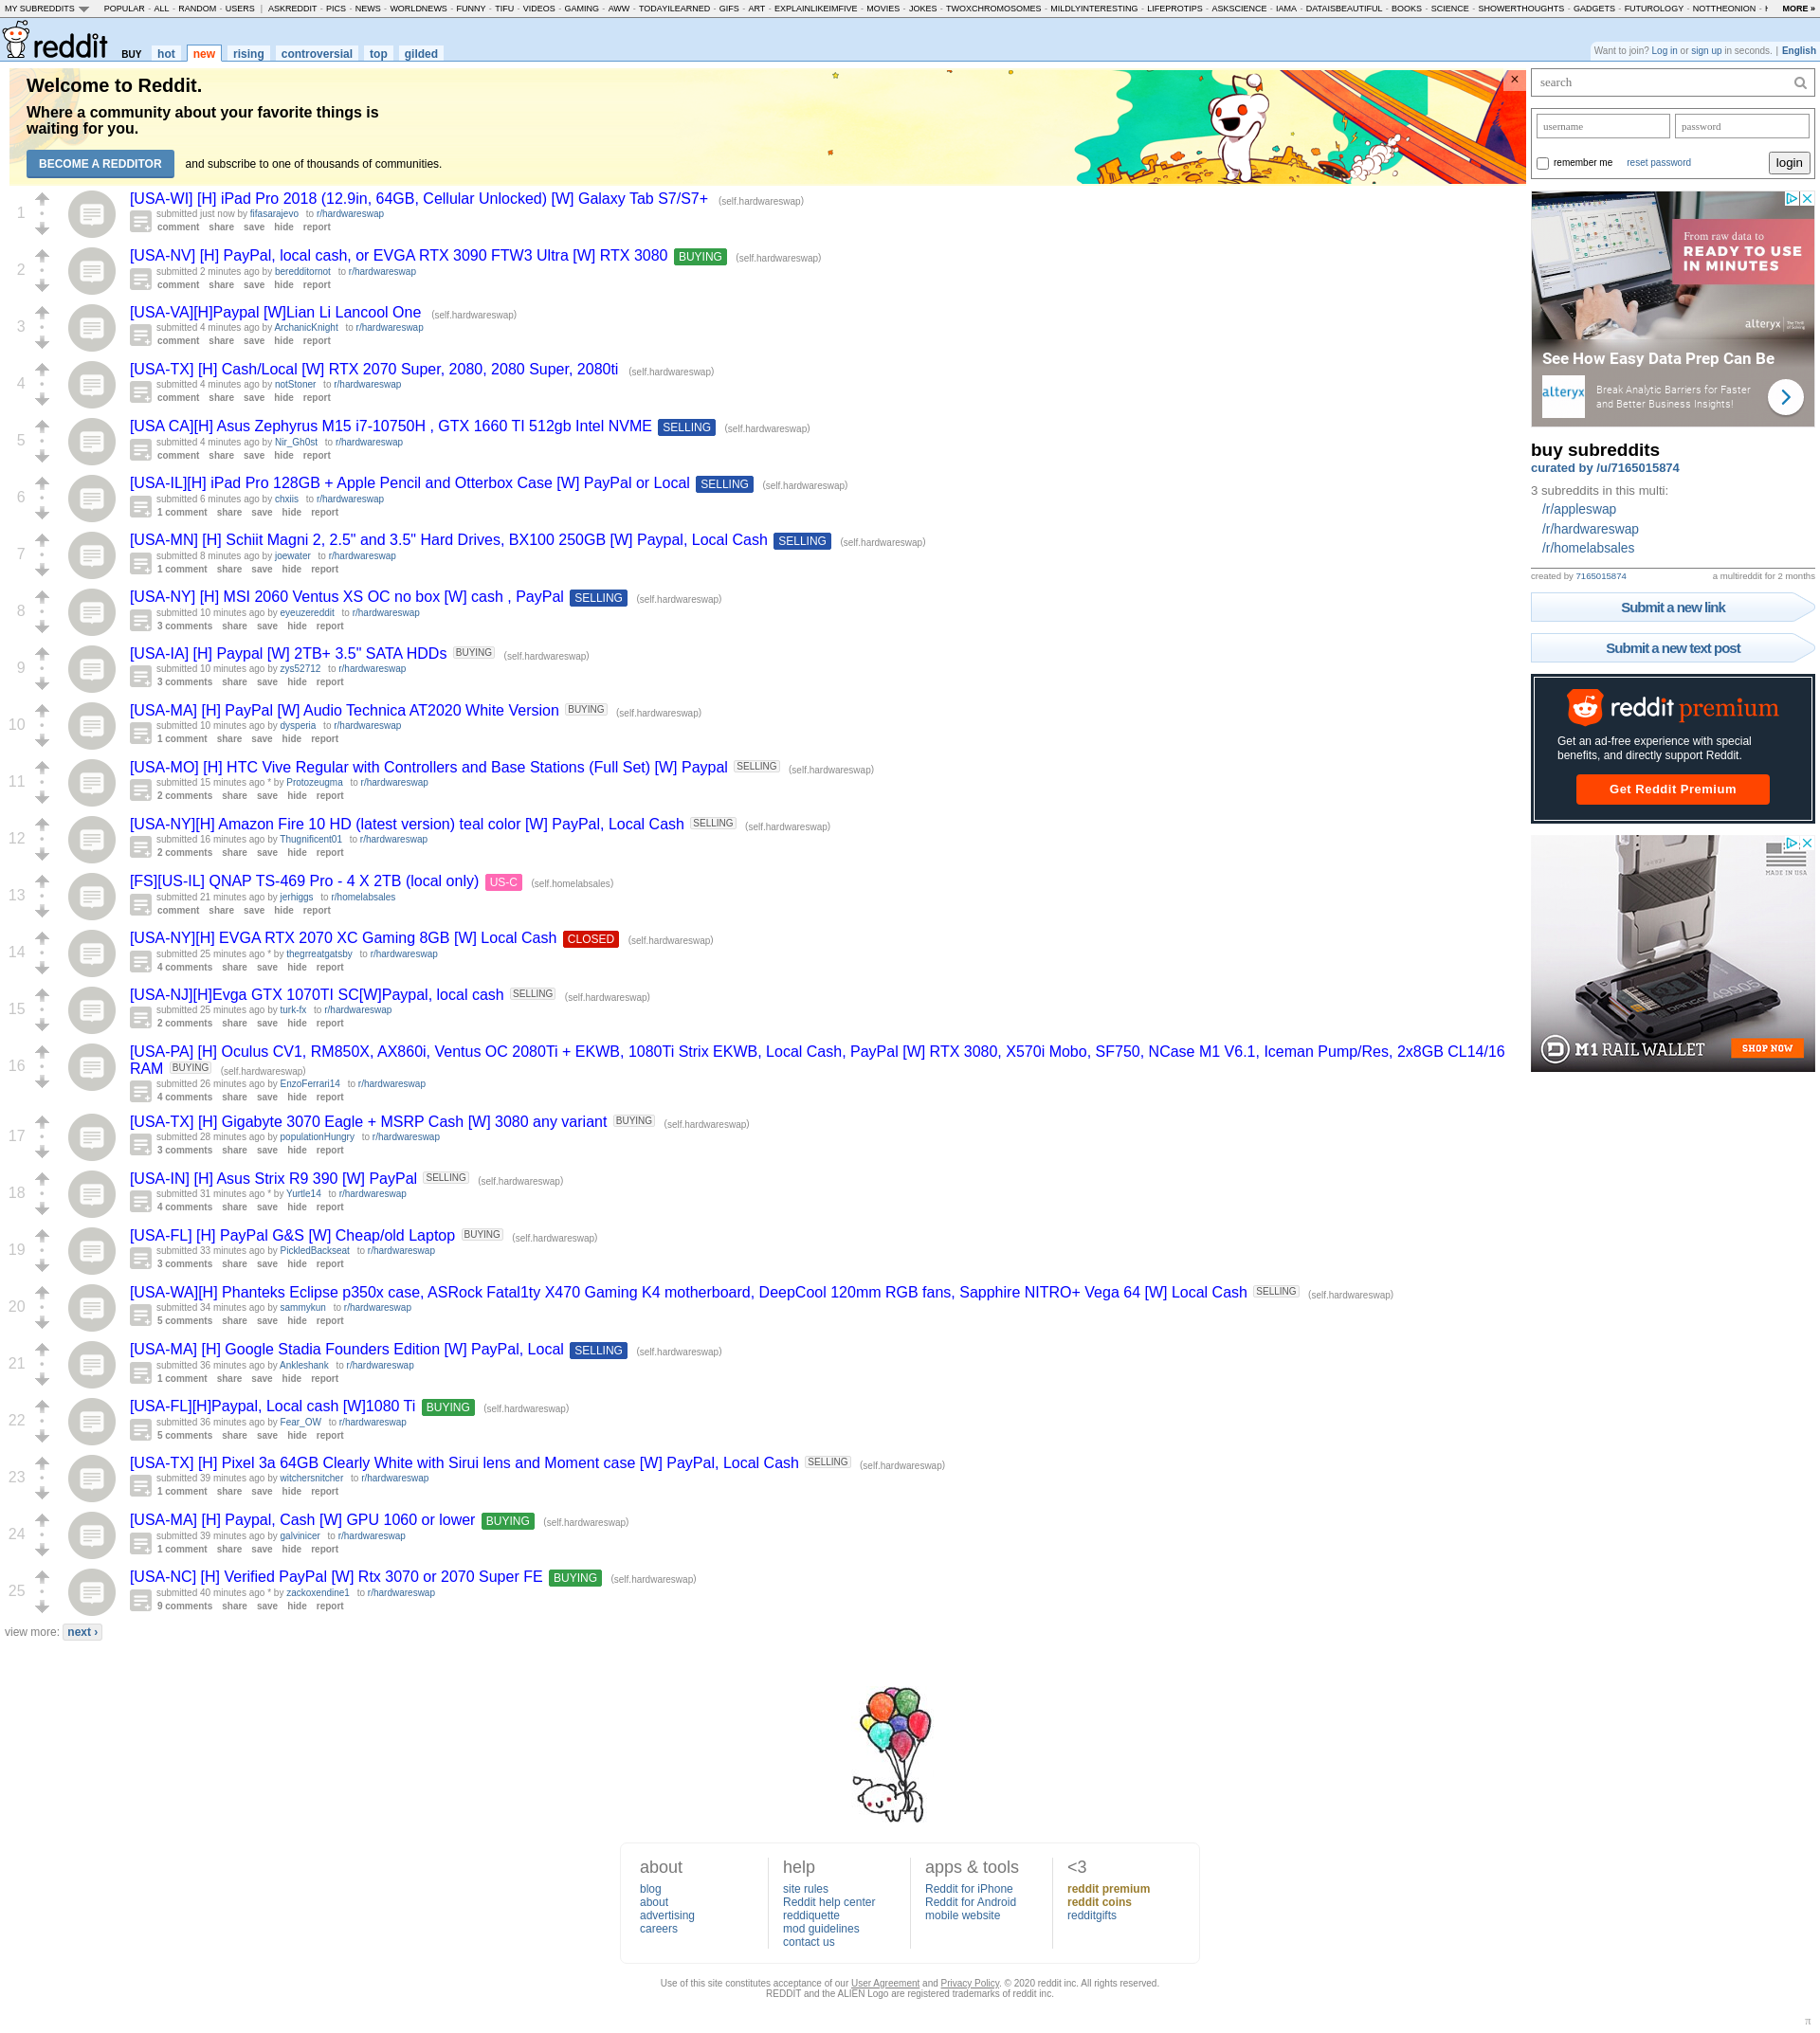 MY SUBREDDITS POPULAR - ALL - RANDOM - USERS | ASKREDDIT - PICS - NEWS - WORLDNEWS - FUNNY - TIFU - VIDEOS - GAMING - AWW - TODAYILEARNED - GIFS - ART - EXPLAINLIKEIMFIVE - MOVIES - JOKES - TWOXCHROMOSOMES - MILDLYINTERESTING - LIFEPROTIPS - ASKSCIENCE - IAMA - DATAISBEAUTIFUL - BOOKS - SCIENCE - SHOWERTHOUGHTS - GADGETS - FUTUROLOGY - NOTTHEONION - MORE »
reddit BUY hot new rising controversial top gilded
Want to join? Log in or sign up in seconds. | English
Welcome to Reddit.
Where a community about your favorite things is
waiting for you.
BECOME A REDDITOR and subscribe to one of thousands of communities.
×
1
[USA-WI] [H] iPad Pro 2018 (12.9in, 64GB, Cellular Unlocked) [W] Galaxy Tab S7/S7+ (self.hardwareswap)
submitted just now by fifasarajevo to r/hardwareswap
comment share save hide report
2
[USA-NV] [H] PayPal, local cash, or EVGA RTX 3090 FTW3 Ultra [W] RTX 3080 BUYING (self.hardwareswap)
submitted 2 minutes ago byheredditornot to r/hardwareswap
comment share save hide report
3
[USA-VA][H]Paypal [W]Lian Li Lancool One (self.hardwareswap)
submitted 4 minutes ago by ArchanicKnight to r/hardwareswap
comment share save hide report
4
[USA-TX] [H] Cash/Local [W] RTX 2070 Super, 2080, 2080 Super, 2080ti (self.hardwareswap)
submitted 4 minutes ago by notStoner to r/hardwareswap
comment share save hide report
5
[USA CA][H] Asus Zephyrus M15 i7-10750H , GTX 1660 TI 512gb Intel NVME SELLING (self.hardwareswap)
submitted 4 minutes ago by Nir_Gh0st to r/hardwareswap
comment share save hide report
6
[USA-IL][H] iPad Pro 128GB + Apple Pencil and Otterbox Case [W] PayPal or Local SELLING (self.hardwareswap)
submitted 6 minutes ago by chxiis to r/hardwareswap
1 comment share save hide report
7
[USA-MN] [H] Schiit Magni 2, 2.5" and 3.5" Hard Drives, BX100 250GB [W] Paypal, Local Cash SELLING (self.hardwareswap)
submitted 8 minutes ago by joewater to r/hardwareswap
1 comment share save hide report
8
[USA-NY] [H] MSI 2060 Ventus XS OC no box [W] cash , PayPal SELLING (self.hardwareswap)
submitted 10 minutes ago by eyeuzereddit to r/hardwareswap
3 comments share save hide report
9
[USA-IA] [H] Paypal [W] 2TB+ 3.5" SATA HDDs BUYING (self.hardwareswap)
submitted 10 minutes ago by zys52712 to r/hardwareswap
3 comments share save hide report
10
[USA-MA] [H] PayPal [W] Audio Technica AT2020 White Version BUYING (self.hardwareswap)
submitted 10 minutes ago by dysperia to r/hardwareswap
1 comment share save hide report
11
[USA-MO] [H] HTC Vive Regular with Controllers and Base Stations (Full Set) [W] Paypal SELLING (self.hardwareswap)
submitted 15 minutes ago * by Protozeugma to r/hardwareswap
2 comments share save hide report
12
[USA-NY][H] Amazon Fire 10 HD (latest version) teal color [W] PayPal, Local Cash SELLING (self.hardwareswap)
submitted 16 minutes ago by Thugnificent01 to r/hardwareswap
2 comments share save hide report
13
[FS][US-IL] QNAP TS-469 Pro - 4 X 2TB (local only) US-C (self.homelabsales)
submitted 21 minutes ago by jerhiggs to r/homelabsales
comment share save hide report
14
[USA-NY][H] EVGA RTX 2070 XC Gaming 8GB [W] Local Cash CLOSED (self.hardwareswap)
submitted 25 minutes ago * by thegrreatgatsby to r/hardwareswap
4 comments share save hide report
15
[USA-NJ][H]Evga GTX 1070TI SC[W]Paypal, local cash SELLING (self.hardwareswap)
submitted 25 minutes ago by turk-fx to r/hardwareswap
2 comments share save hide report
16
[USA-PA] [H] Oculus CV1, RM850X, AX860i, Ventus OC 2080Ti + EKWB, 1080Ti Strix EKWB, Local Cash, PayPal [W] RTX 3080, X570i Mobo, SF750, NCase M1 V6.1, Iceman Pump/Res, 2x8GB CL14/16
RAM BUYING (self.hardwareswap)
submitted 26 minutes ago by EnzoFerrari14 to r/hardwareswap
4 comments share save hide report
17
[USA-TX] [H] Gigabyte 3070 Eagle + MSRP Cash [W] 3080 any variant BUYING (self.hardwareswap)
submitted 28 minutes ago by populationHungry to r/hardwareswap
3 comments share save hide report
18
[USA-IN] [H] Asus Strix R9 390 [W] PayPal SELLING (self.hardwareswap)
submitted 31 minutes ago * by Yurtle14 to r/hardwareswap
4 comments share save hide report
19
[USA-FL] [H] PayPal G&S [W] Cheap/old Laptop BUYING (self.hardwareswap)
submitted 33 minutes ago by PickledBackseat to r/hardwareswap
3 comments share save hide report
20
[USA-WA][H] Phanteks Eclipse p350x case, ASRock Fatal1ty X470 Gaming K4 motherboard, DeepCool 120mm RGB fans, Sapphire NITRO+ Vega 64 [W] Local Cash SELLING (self.hardwareswap)
submitted 34 minutes ago by sammykun to r/hardwareswap
5 comments share save hide report
21
[USA-MA] [H] Google Stadia Founders Edition [W] PayPal, Local SELLING (self.hardwareswap)
submitted 36 minutes ago by Ankleshank to r/hardwareswap
1 comment share save hide report
22
[USA-FL][H]Paypal, Local cash [W]1080 Ti BUYING (self.hardwareswap)
submitted 36 minutes ago by Fear_OW to r/hardwareswap
5 comments share save hide report
23
[USA-TX] [H] Pixel 3a 64GB Clearly White with Sirui lens and Moment case [W] PayPal, Local Cash SELLING (self.hardwareswap)
submitted 39 minutes ago by witchersnitcher to r/hardwareswap
1 comment share save hide report
24
[USA-MA] [H] Paypal, Cash [W] GPU 1060 or lower BUYING (self.hardwareswap)
submitted 39 minutes ago by galvinicer to r/hardwareswap
1 comment share save hide report
25
[USA-NC] [H] Verified PayPal [W] Rtx 3070 or 2070 Super FE BUYING (self.hardwareswap)
submitted 40 minutes ago * by zackoxendine1 to r/hardwareswap
9 comments share save hide report
view more: next ›
search
username password
remember me reset password login
From raw data to
READY TO USE
IN MINUTES
alteryx
See How Easy Data Prep Can Be
alteryx
Break Analytic Barriers for Faster
and Better Business Insights!
buy subreddits
curated by /u/7165015874
3 subreddits in this multi:
/r/appleswap
/r/hardwareswap
/r/homelabsales
created by 7165015874 a multireddit for 2 months
Submit a new link
Submit a new text post
reddit premium
Get an ad-free experience with special
benefits, and directly support Reddit.
Get Reddit Premium
MADE IN USA
M1 RAIL WALLET SHOP NOW
about
blog
about
advertising
careers
help
site rules
Reddit help center
reddiquette
mod guidelines
contact us
apps & tools
Reddit for iPhone
Reddit for Android
mobile website
<3
reddit premium
reddit coins
redditgifts
Use of this site constitutes acceptance of our User Agreement and Privacy Policy. © 2020 reddit inc. All rights reserved.
REDDIT and the ALIEN Logo are registered trademarks of reddit inc.
π